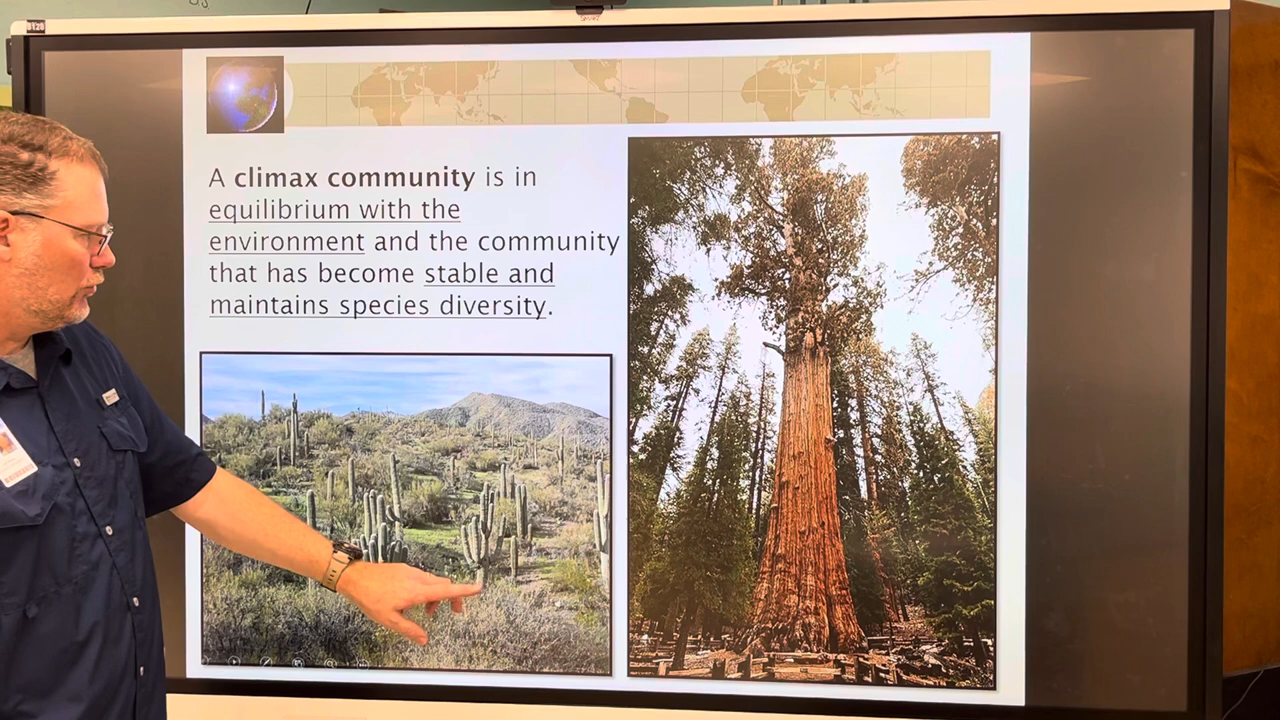 A climax community is in
equilibrium with the
environment and the community
that has become stable and
maintains species diversity.